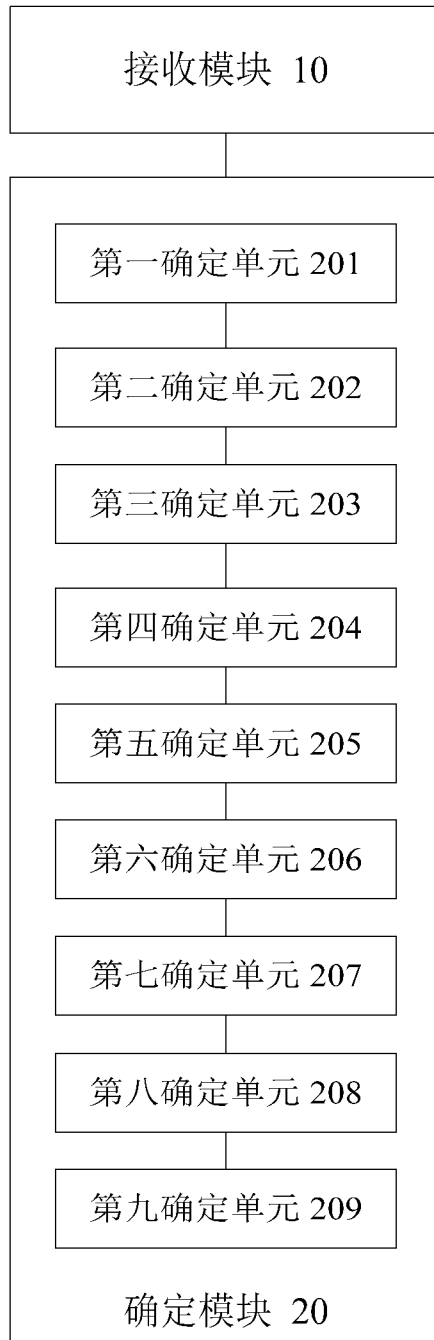 接收模块 10
第一确定单元 201
第二确定单元 202
第三确定单元 203
第四确定单元 204
第五确定单元 205
第六确定单元 206
第七确定单元 207
第八确定单元 208
第九确定单元 209
确定模块 20